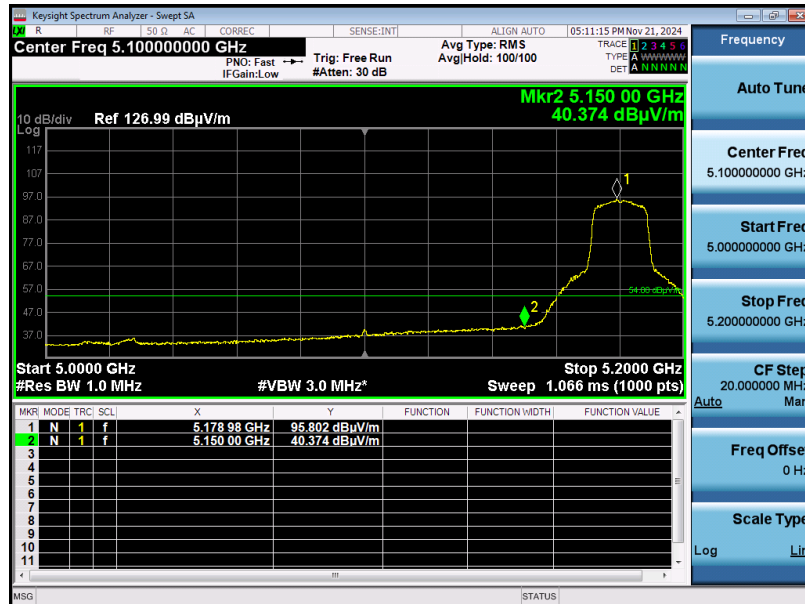 Keysight Spectrum Analyzer - Swept SA
LXI R RF 50 Ω AC CORREC SENSE:INT ALIGN AUTO 05:11:15 PM Nov 21, 2024
Center Freq 5.100000000 GHz
PNO: Fast
IFGain:Low
Trig: Free Run
#Atten: 30 dB
Avg Type: RMS
Avg|Hold: 100/100
TRACE 1 2 3 4 5 6
TYPE A WWWWW
DET A N N N N N
Mkr2 5.150 00 GHz
40.374 dBµV/m
10 dB/div Ref 126.99 dBµV/m
Log
117
107
97.0
87.0
77.0
67.0
57.0
47.0
37.0
1
2
54.00 dBµV/m
Start 5.0000 GHz Stop 5.2000 GHz
#Res BW 1.0 MHz #VBW 3.0 MHz* Sweep 1.066 ms (1000 pts)
MKR MODE TRC SCL X Y FUNCTION FUNCTION WIDTH FUNCTION VALUE
1 N 1 f 5.178 98 GHz 95.802 dBµV/m
2 N 1 f 5.150 00 GHz 40.374 dBµV/m
3
4
5
6
7
8
9
10
11
MSG STATUS
Frequency
Auto Tune
Center Freq
5.100000000 GHz
Start Freq
5.000000000 GHz
Stop Freq
5.200000000 GHz
CF Step
20.000000 MHz
Auto Man
Freq Offset
0 Hz
Scale Type
Log Lin